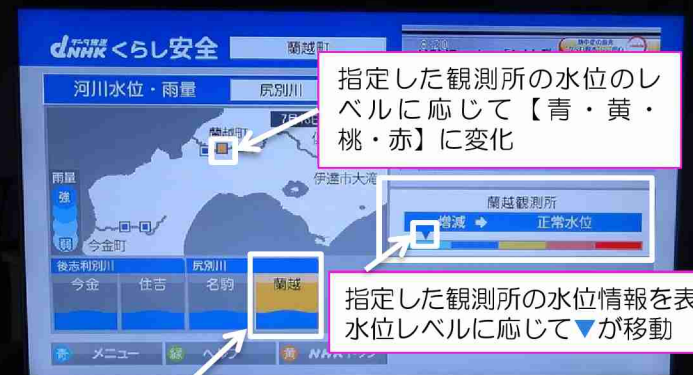 データ放送
dNHK くらし安全
蘭越町
河川水位・雨量
尻別川
指定した観測所の水位のレ
ベルに応じて【青・黄・
桃・赤】に変化
蘭越町
伊達市大滝
雨量
強
弱
今金町
蘭越観測所
増減 ➡ 正常水位
後志利別川
尻別川
今金
住吉
名駒
蘭越
指定した観測所の水位情報を表
水位レベルに応じて▼が移動
青 メニュー
緑
黄